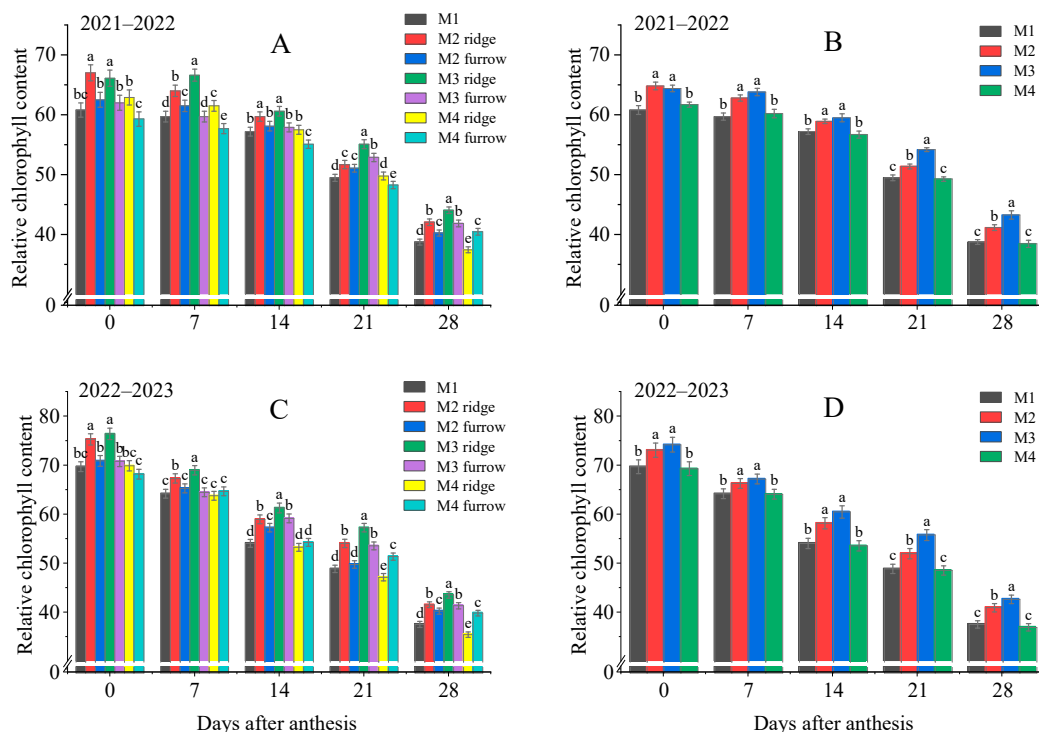 2021–2022
A
M1
M2 ridge
M2 furrow
M3 ridge
M3 furrow
M4 ridge
M4 furrow
Relative chlorophyll content
70
60
50
40
0
bc a b a b b d
d b c a d c d
b a b a b b c
d c c a b d e
d b c a b e c
0 7 14 21 28
2021–2022
B
M1
M2
M3
M4
Relative chlorophyll content
70
60
50
40
0
b a a b
b a a b
b a a b
c b a c
c b a c
0 7 14 21 28
2022–2023
C
M1
M2 ridge
M2 furrow
M3 ridge
M3 furrow
M4 ridge
M4 furrow
Relative chlorophyll content
80
70
60
50
40
0
bc a b a b bc c
c b c a c c c
d b c a b d d
d b d a b e c
d b c a b e c
0 7 14 21 28
Days after anthesis
2022–2023
D
M1
M2
M3
M4
Relative chlorophyll content
80
70
60
50
40
0
b a a b
b a a b
c b a c
c b a c
c b a c
0 7 14 21 28
Days after anthesis